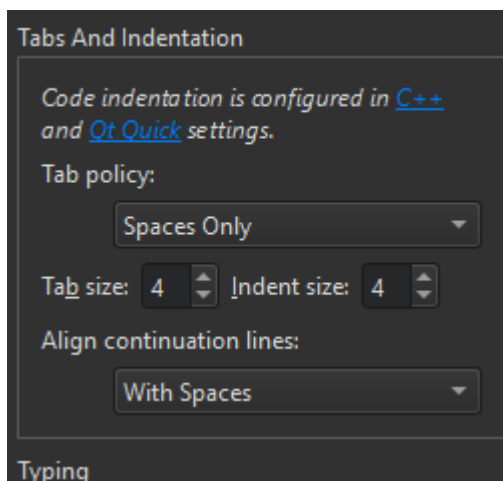 Tabs And Indentation
Code indentation is configured in C++
and Qt Quick settings.
Tab policy:
Spaces Only
Tab size: 4 Indent size: 4
Align continuation lines:
With Spaces
Typing